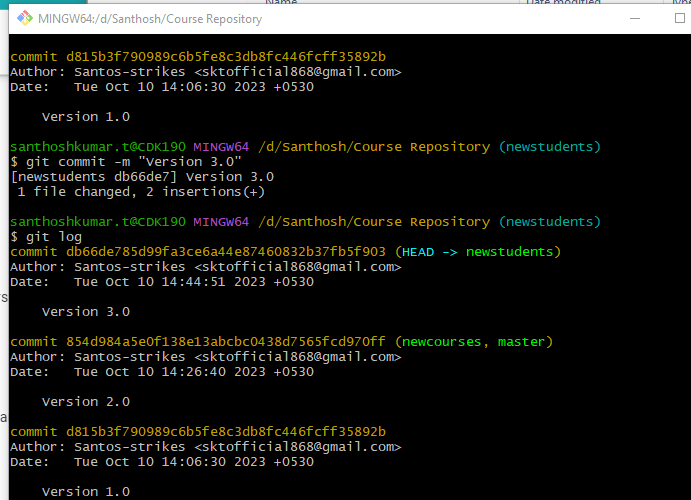 Name
Date modified
Type
MINGW64:/d/Santhosh/Course Repository
commit d815b3f790989c6b5fe8c3db8fc446fcff35892b
Author: Santos-strikes <sktofficial868@gmail.com>
Date:   Tue Oct 10 14:06:30 2023 +0530
Version 1.0
santhoshkumar.t@CDK190 MINGW64 /d/Santhosh/Course Repository (newstudents)
$ git commit -m "Version 3.0"
[newstudents db66de7] Version 3.0
1 file changed, 2 insertions(+)
santhoshkumar.t@CDK190 MINGW64 /d/Santhosh/Course Repository (newstudents)
$ git log
commit db66de785d99fa3ce6a44e87460832b37fb5f903 (HEAD -> newstudents)
Author: Santos-strikes <sktofficial868@gmail.com>
Date:   Tue Oct 10 14:44:51 2023 +0530
Version 3.0
commit 854d984a5e0f138e13abcbc0438d7565fcd970ff (newcourses, master)
Author: Santos-strikes <sktofficial868@gmail.com>
Date:   Tue Oct 10 14:26:40 2023 +0530
Version 2.0
commit d815b3f790989c6b5fe8c3db8fc446fcff35892b
Author: Santos-strikes <sktofficial868@gmail.com>
Date:   Tue Oct 10 14:06:30 2023 +0530
Version 1.0